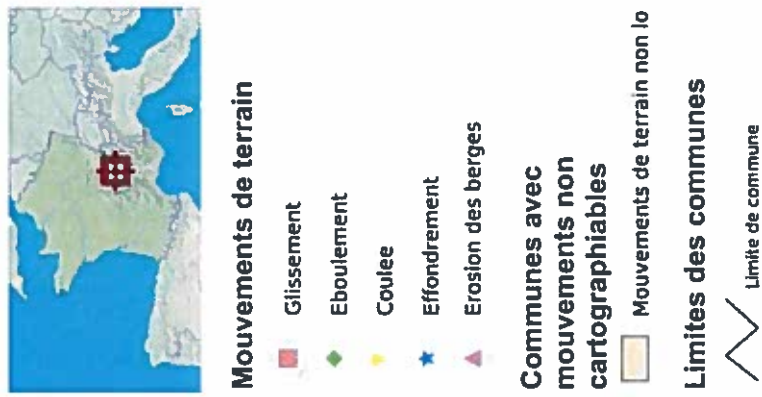 Mouvements de terrain
Glissement
Eboulement
Coulee
Effondrement
Erosion des berges
Communes avec
mouvements non
cartographiables
Mouvements de terrain non lo
Limites des communes
Limite de commune